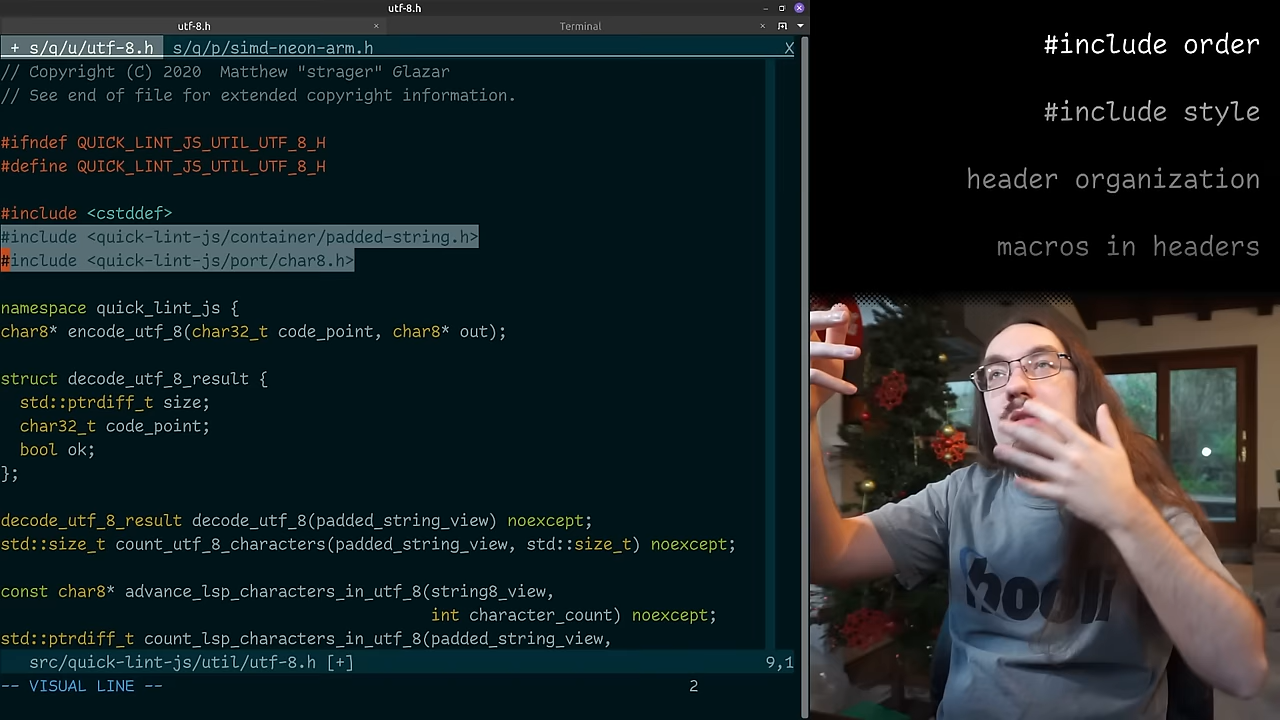 utf-8.h
utf-8.h × Terminal ×
+ s/q/u/utf-8.h s/q/p/simd-neon-arm.h X
// Copyright (C) 2020  Matthew "strager" Glazar
// See end of file for extended copyright information.
#ifndef QUICK_LINT_JS_UTIL_UTF_8_H
#define QUICK_LINT_JS_UTIL_UTF_8_H
#include <cstddef>
#include <quick-lint-js/container/padded-string.h>
#include <quick-lint-js/port/char8.h>
namespace quick_lint_js {
char8* encode_utf_8(char32_t code_point, char8* out);
struct decode_utf_8_result {
  std::ptrdiff_t size;
  char32_t code_point;
  bool ok;
};
decode_utf_8_result decode_utf_8(padded_string_view) noexcept;
std::size_t count_utf_8_characters(padded_string_view, std::size_t) noexcept;
const char8* advance_lsp_characters_in_utf_8(string8_view,
                                             int character_count) noexcept;
std::ptrdiff_t count_lsp_characters_in_utf_8(padded_string_view,
src/quick-lint-js/util/utf-8.h [+] 9,1
-- VISUAL LINE -- 2
#include order
#include style
header organization
macros in headers
hooli